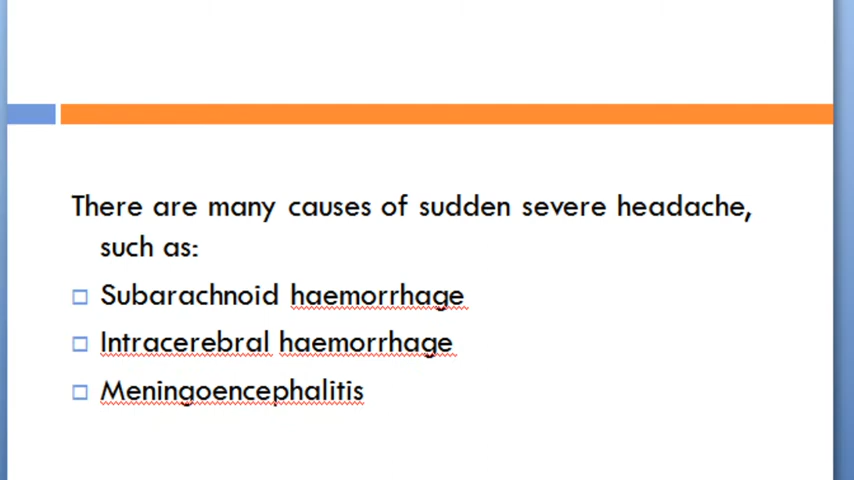 There are many causes of sudden severe headache,
such as:
Subarachnoid haemorrhage
Intracerebral haemorrhage
Meningoencephalitis